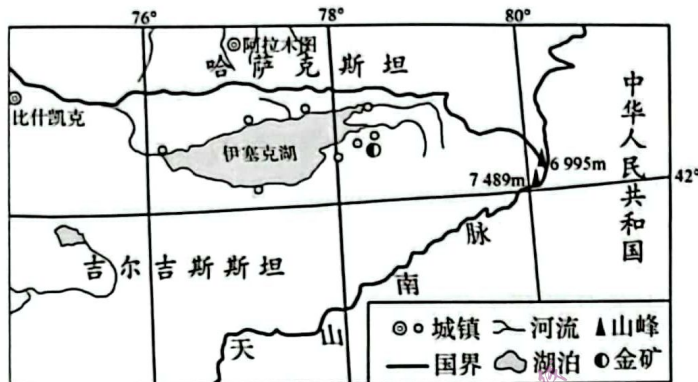 76° 78° 80°
阿拉木图
哈萨克斯坦
比什凯克
伊塞克湖
6 995m
7 489m
42°
中华人民共和国
吉尔吉斯斯坦
天山南脉
城镇 河流 山峰
国界 湖泊 金矿